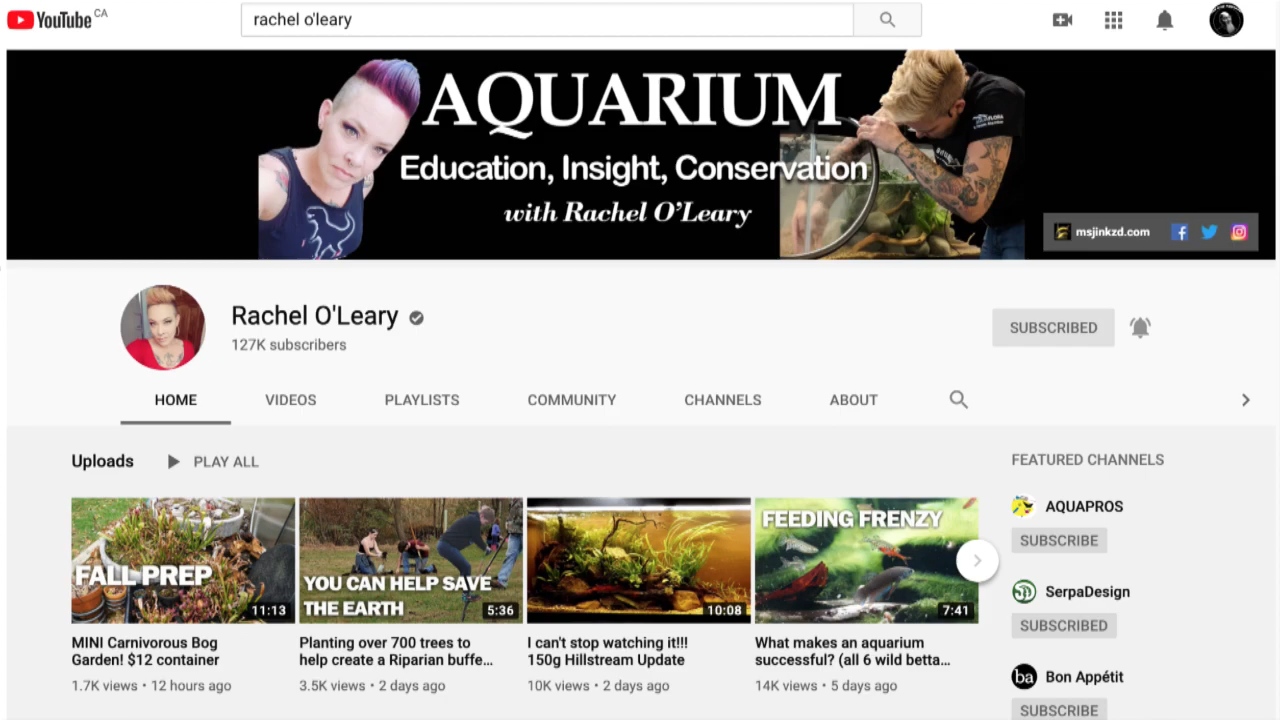 YouTube CA
rachel o'leary
AQUARIUM
Education, Insight, Conservation
with Rachel O'Leary
msjinkzd.com
Rachel O'Leary
127K subscribers
SUBSCRIBED
HOME VIDEOS PLAYLISTS COMMUNITY CHANNELS ABOUT
Uploads PLAY ALL
FALL PREP
11:13
MINI Carnivorous Bog
Garden! $12 container
1.7K views • 12 hours ago
YOU CAN HELP SAVE
THE EARTH
5:36
Planting over 700 trees to
help create a Riparian buffe...
3.5K views • 2 days ago
10:08
I can't stop watching it!!!
150g Hillstream Update
10K views • 2 days ago
FEEDING FRENZY
7:41
What makes an aquarium
successful? (all 6 wild betta...
14K views • 5 days ago
FEATURED CHANNELS
AQUAPROS
SUBSCRIBE
SerpaDesign
SUBSCRIBED
ba Bon Appétit
SUBSCRIBE